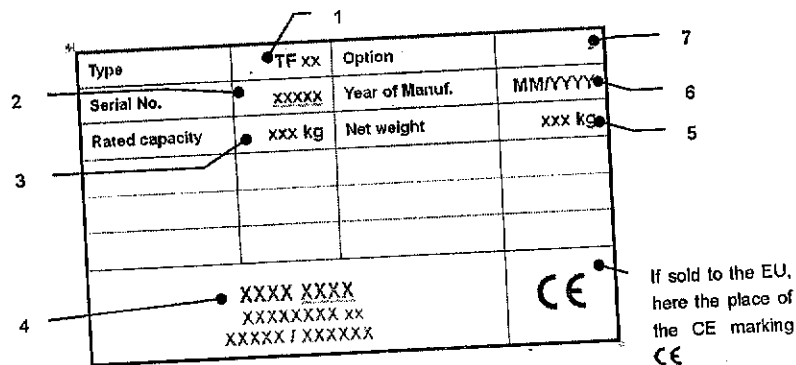 1
Type TF xx Option 7
2 Serial No. xxxxx Year of Manuf. MM/YYYY 6
Rated capacity xxx kg Net weight xxx kg 5
3
4 XXXX XXXX
XXXXXXXX xx
XXXXX / XXXXXX
CE
If sold to the EU,
here the place of
the CE marking
CE